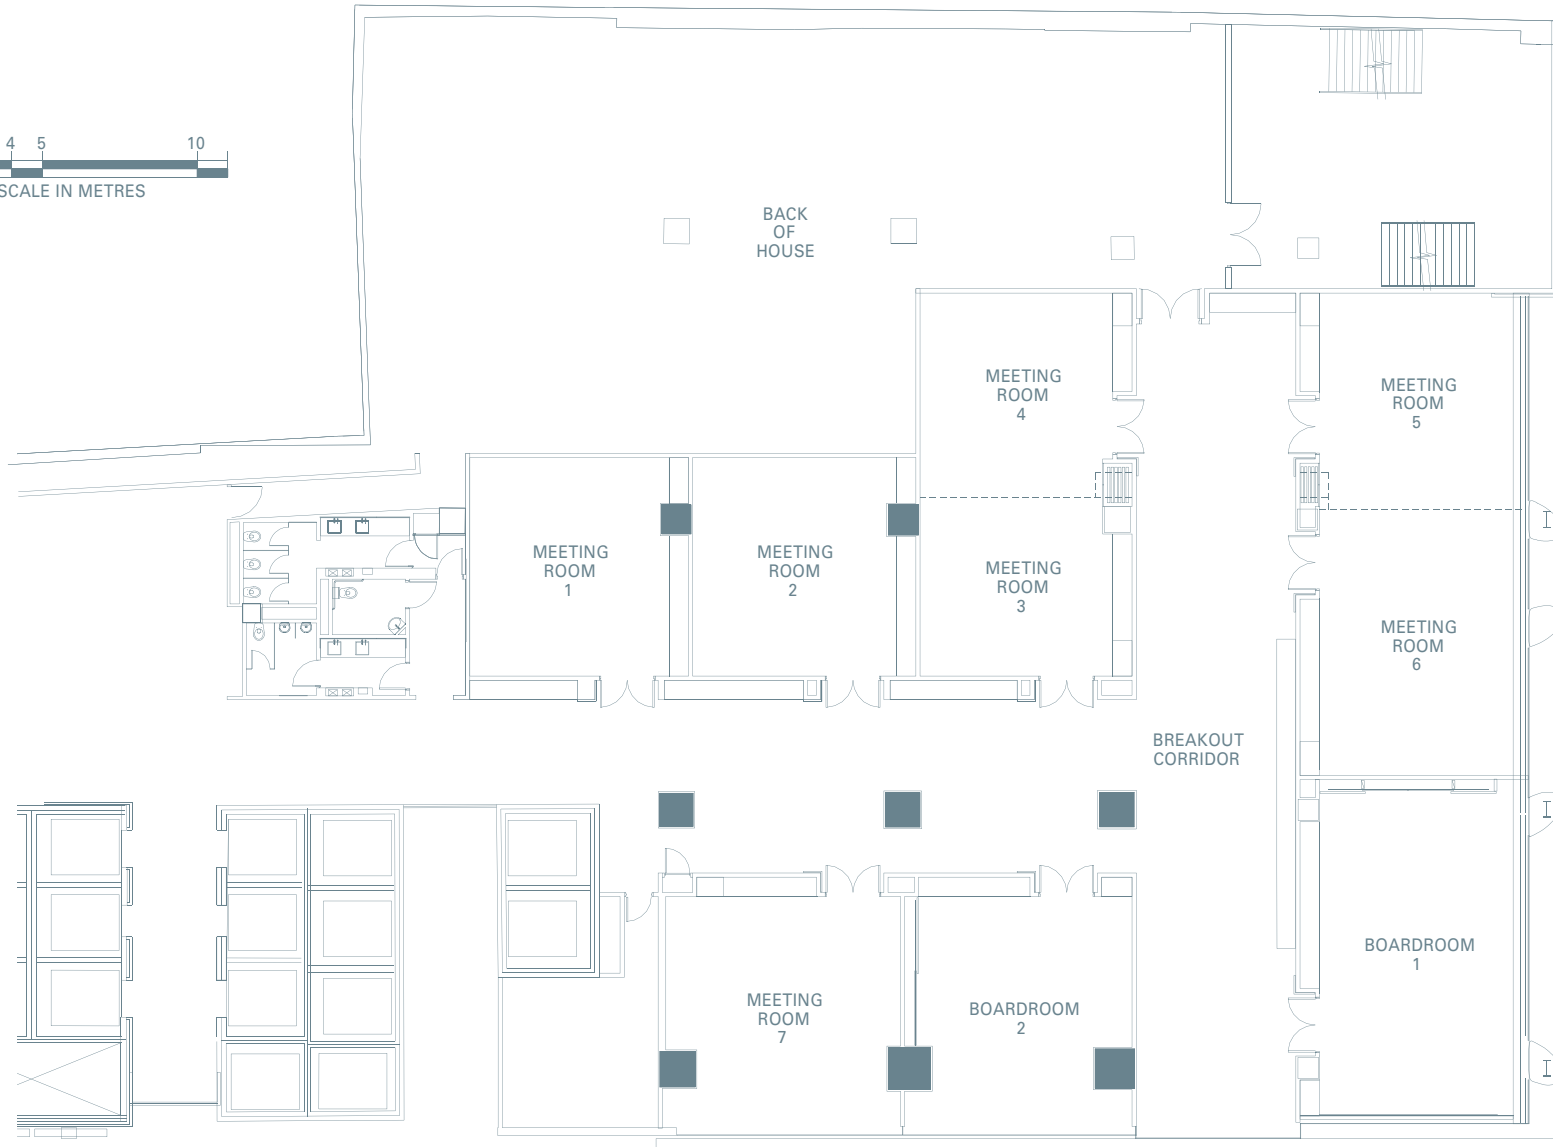 4 5 10
SCALE IN METRES
BACK
OF
HOUSE
MEETING
ROOM
4
MEETING
ROOM
5
MEETING
ROOM
1
MEETING
ROOM
2
MEETING
ROOM
3
MEETING
ROOM
6
BREAKOUT
CORRIDOR
BOARDROOM
1
MEETING
ROOM
7
BOARDROOM
2